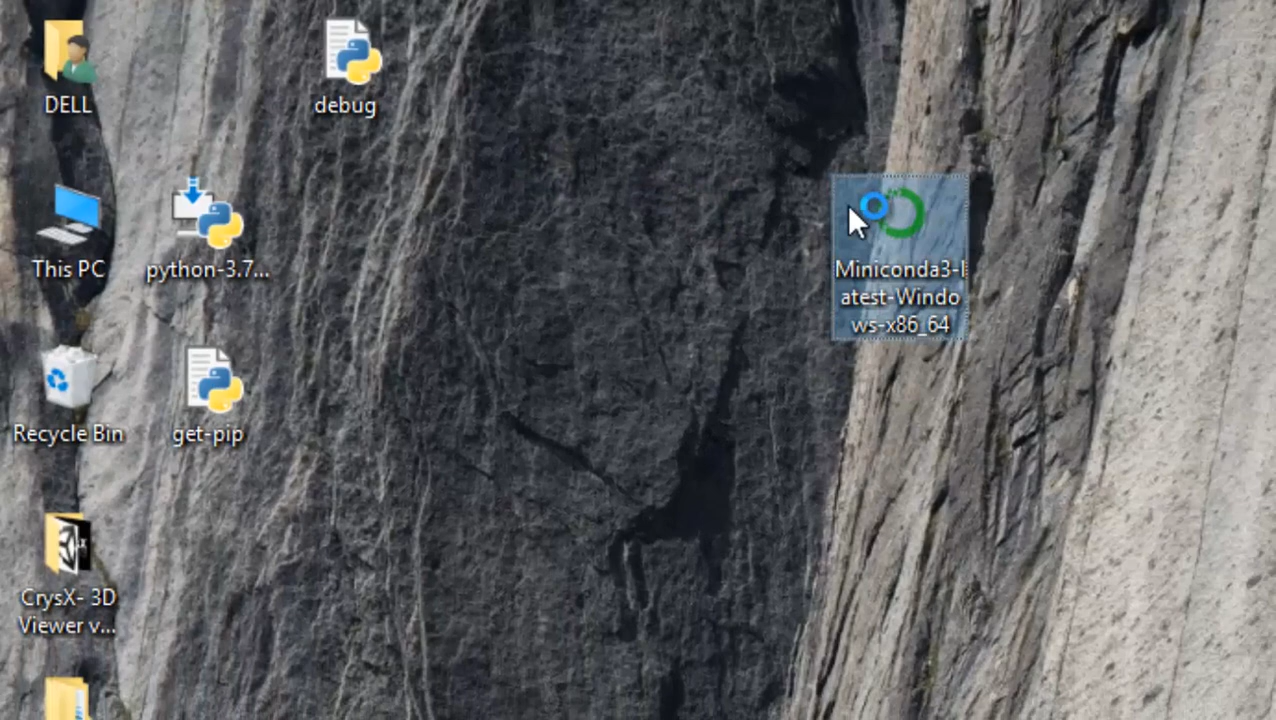 DELL
debug
This PC
python-3.7...
Miniconda3-l
atest-Windo
ws-x86_64
Recycle Bin
get-pip
CrysX- 3D
Viewer v...